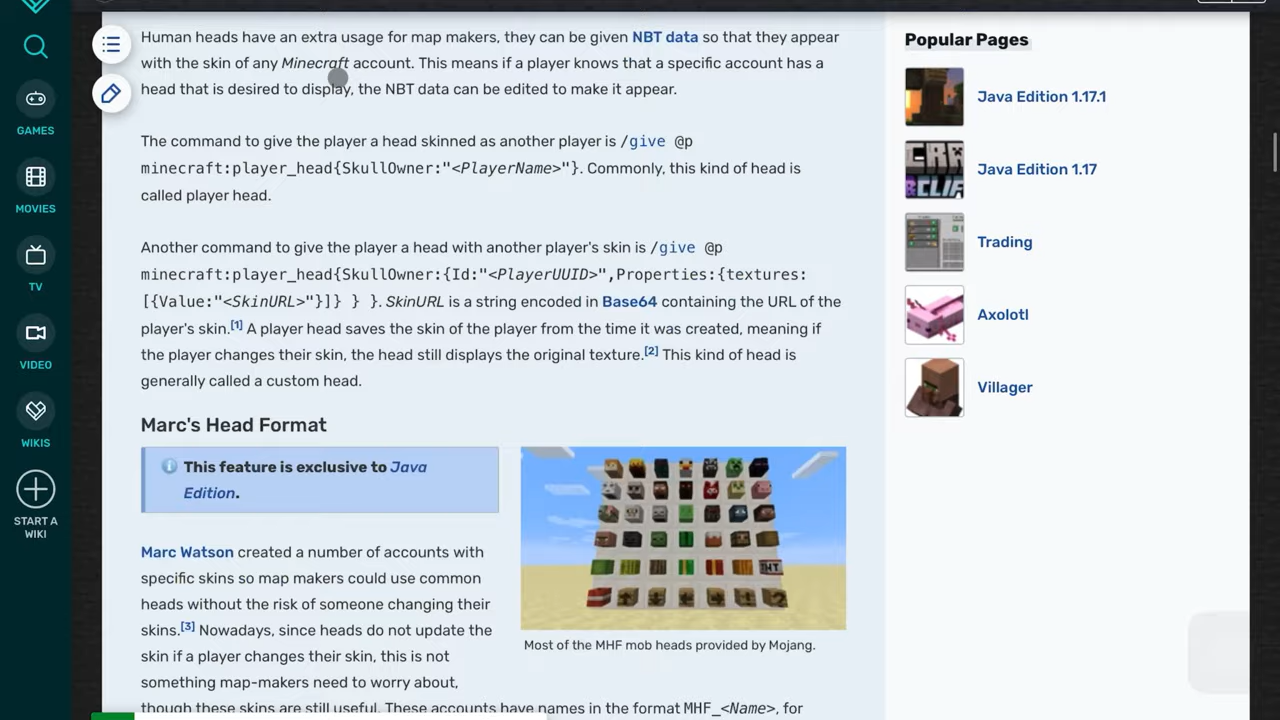 Human heads have an extra usage for map makers, they can be given NBT data so that they appear
with the skin of any Minecraft account. This means if a player knows that a specific account has a
head that is desired to display, the NBT data can be edited to make it appear.
The command to give the player a head skinned as another player is /give @p
minecraft:player_head{SkullOwner:"<PlayerName>"}. Commonly, this kind of head is
called player head.
Another command to give the player a head with another player's skin is /give @p
minecraft:player_head{SkullOwner:{Id:"<PlayerUUID>",Properties:{textures:
[{Value:"<SkinURL>"}]} } }. SkinURL is a string encoded in Base64 containing the URL of the
player's skin.[1] A player head saves the skin of the player from the time it was created, meaning if
the player changes their skin, the head still displays the original texture.[2] This kind of head is
generally called a custom head.
Marc's Head Format
This feature is exclusive to Java
Edition.
Marc Watson created a number of accounts with
specific skins so map makers could use common
heads without the risk of someone changing their
skins.[3] Nowadays, since heads do not update the
skin if a player changes their skin, this is not
something map-makers need to worry about,
though these skins are still useful. These accounts have names in the format MHF_<Name>, for
TNT
Most of the MHF mob heads provided by Mojang.
Popular Pages
Java Edition 1.17.1
Java Edition 1.17
Trading
Axolotl
Villager
GAMES
MOVIES
TV
VIDEO
WIKIS
START A
WIKI